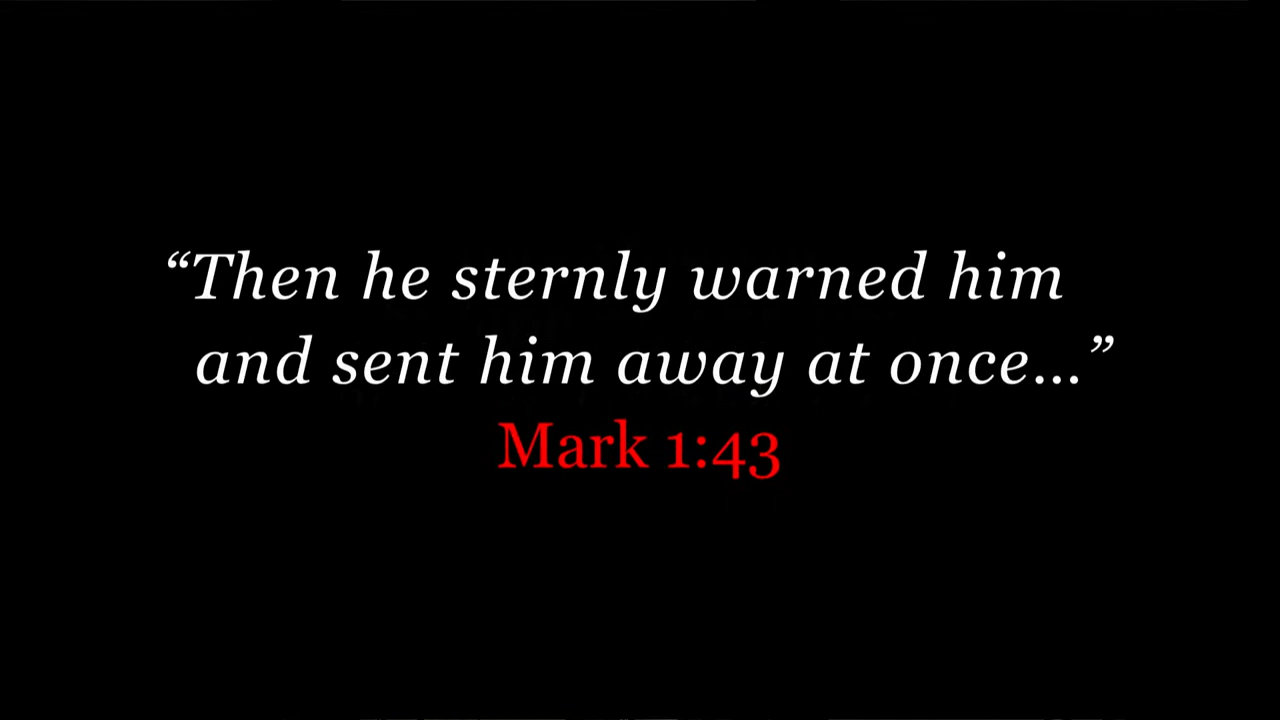 “Then he sternly warned him
and sent him away at once...”
Mark 1:43